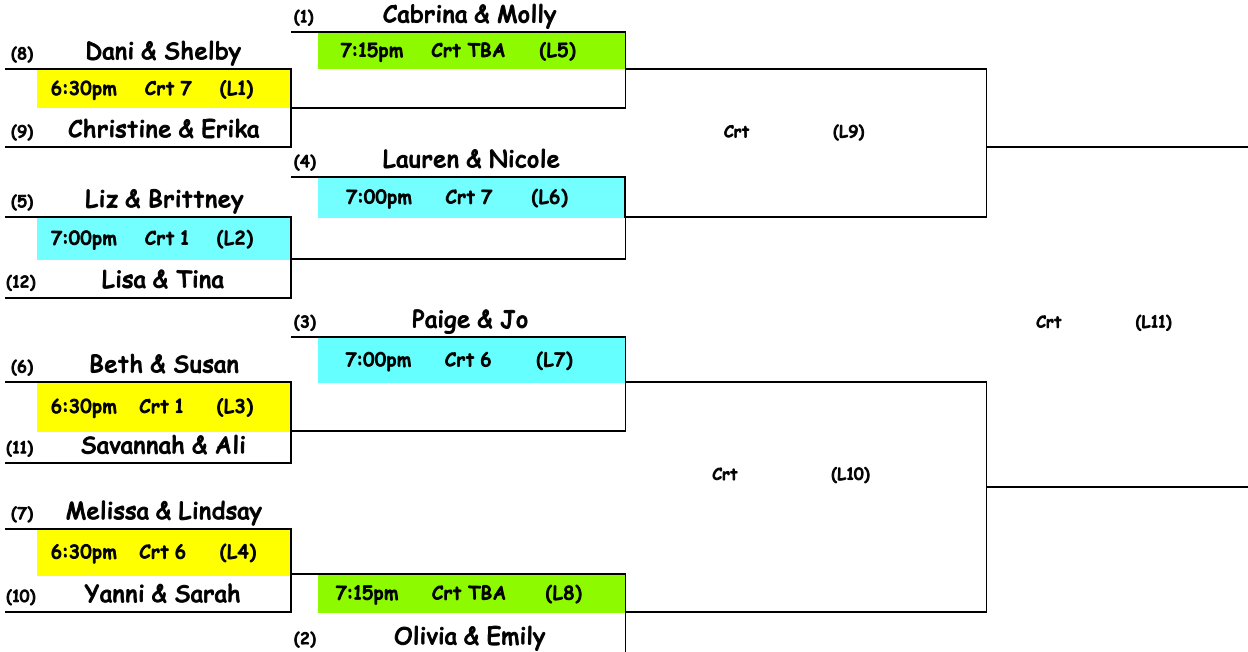 (1) Cabrina & Molly
7:15pm Crt TBA (L5)
(8) Dani & Shelby
6:30pm Crt 7 (L1)
(9) Christine & Erika
Crt (L9)
(4) Lauren & Nicole
7:00pm Crt 7 (L6)
(5) Liz & Brittney
7:00pm Crt 1 (L2)
(12) Lisa & Tina
(3) Paige & Jo
Crt (L11)
7:00pm Crt 6 (L7)
(6) Beth & Susan
6:30pm Crt 1 (L3)
(11) Savannah & Ali
Crt (L10)
(7) Melissa & Lindsay
6:30pm Crt 6 (L4)
(10) Yanni & Sarah
7:15pm Crt TBA (L8)
(2) Olivia & Emily